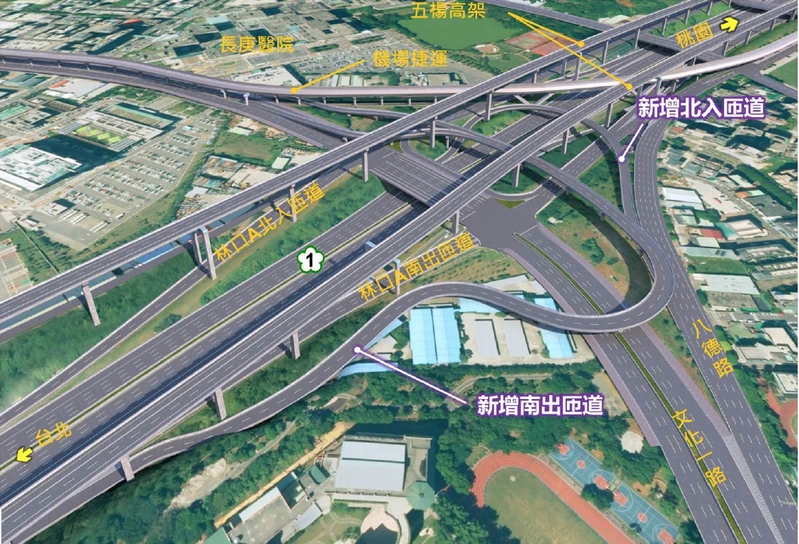 五楊高架
桃園
長庚醫院
機場捷運
新增北入匝道
林口A北入匝道
1
林口A南出匝道
八德路
新增南出匝道
文化一路
台北